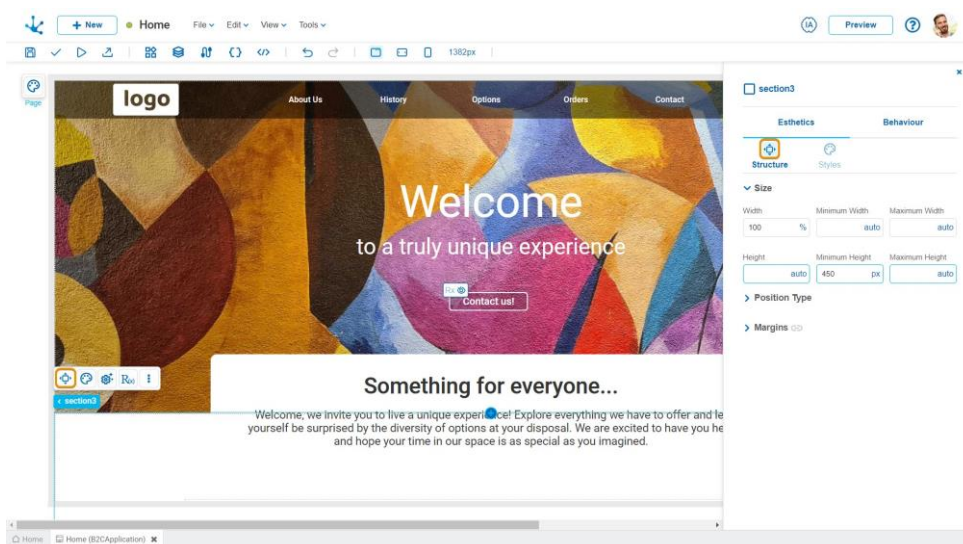 + New
Home
File
Edit
View
Tools
IA
Preview
?
1382px
Page
logo
About Us
History
Options
Orders
Contact
Welcome
to a truly unique experience
Rx
Contact us!
Something for everyone...
Welcome, we invite you to live a unique experience! Explore everything we have to offer and le
yourself be surprised by the diversity of options at your disposal. We are excited to have you he
and hope your time in our space is as special as you imagined.
section3
section3
Esthetics
Behaviour
Structure
Styles
Size
Width
Minimum Width
Maximum Width
100 %
auto
auto
Height
Minimum Height
Maximum Height
auto
450 px
auto
Position Type
Margins
Home
Home (B2CApplication)